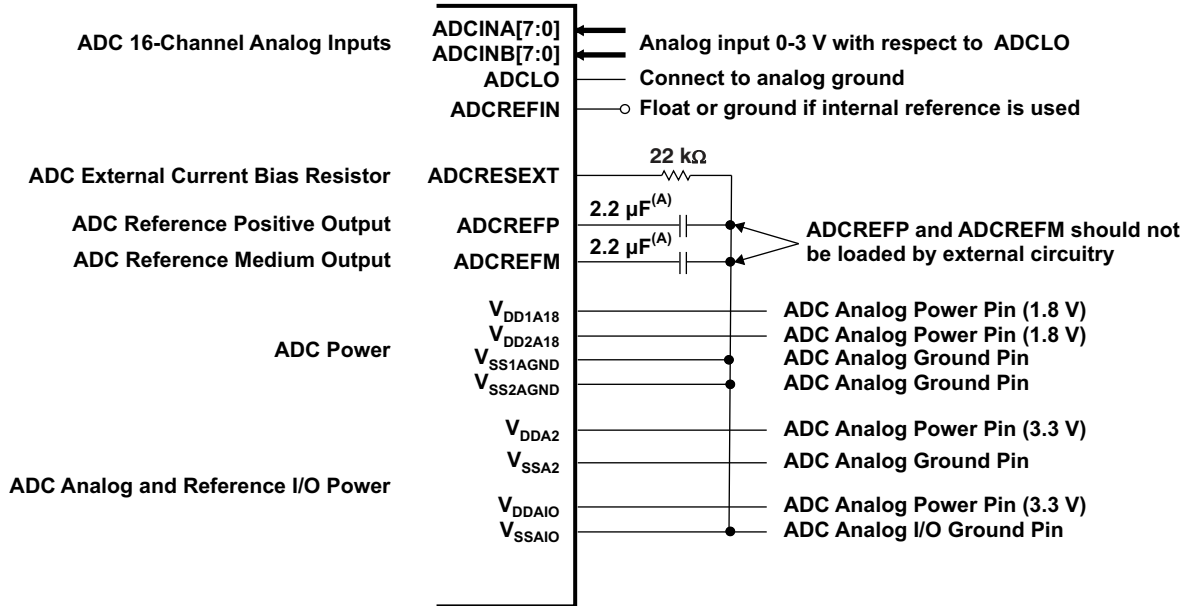 ADC 16-Channel Analog Inputs
ADCINA[7:0]
ADCINB[7:0]
Analog input 0-3 V with respect to ADCLO
ADCLO
Connect to analog ground
ADCREFIN
Float or ground if internal reference is used
22 kΩ
ADC External Current Bias Resistor
ADCRESEXT
2.2 µF(A)
ADC Reference Positive Output
ADCREFP
2.2 µF(A)
ADC Reference Medium Output
ADCREFM
ADCREFP and ADCREFM should not
be loaded by external circuitry
VDD1A18
ADC Analog Power Pin (1.8 V)
VDD2A18
ADC Analog Power Pin (1.8 V)
ADC Power
VSS1AGND
ADC Analog Ground Pin
VSS2AGND
ADC Analog Ground Pin
VDDA2
ADC Analog Power Pin (3.3 V)
VSSA2
ADC Analog Ground Pin
ADC Analog and Reference I/O Power
VDDAIO
ADC Analog Power Pin (3.3 V)
VSSAIO
ADC Analog I/O Ground Pin